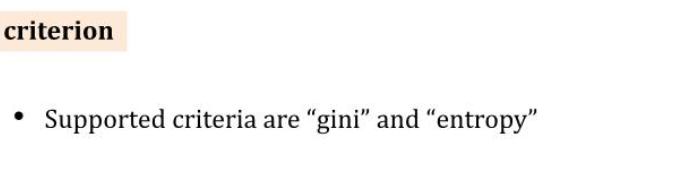 criterion
• Supported criteria are “gini” and “entropy”